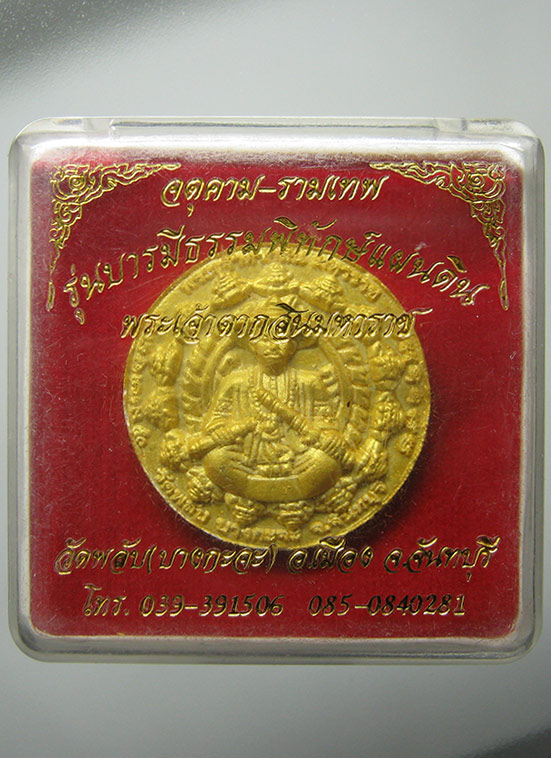 จตุคาม-รามเทพ
รุ่นบารมีธรรมพิทักษ์แผ่นดิน
พระเจ้าตากสินมหาราช
วัดพลับ(บางกะจะ) อ.เมือง จ.จันทบุรี
โทร. 039-391506 085-0840281